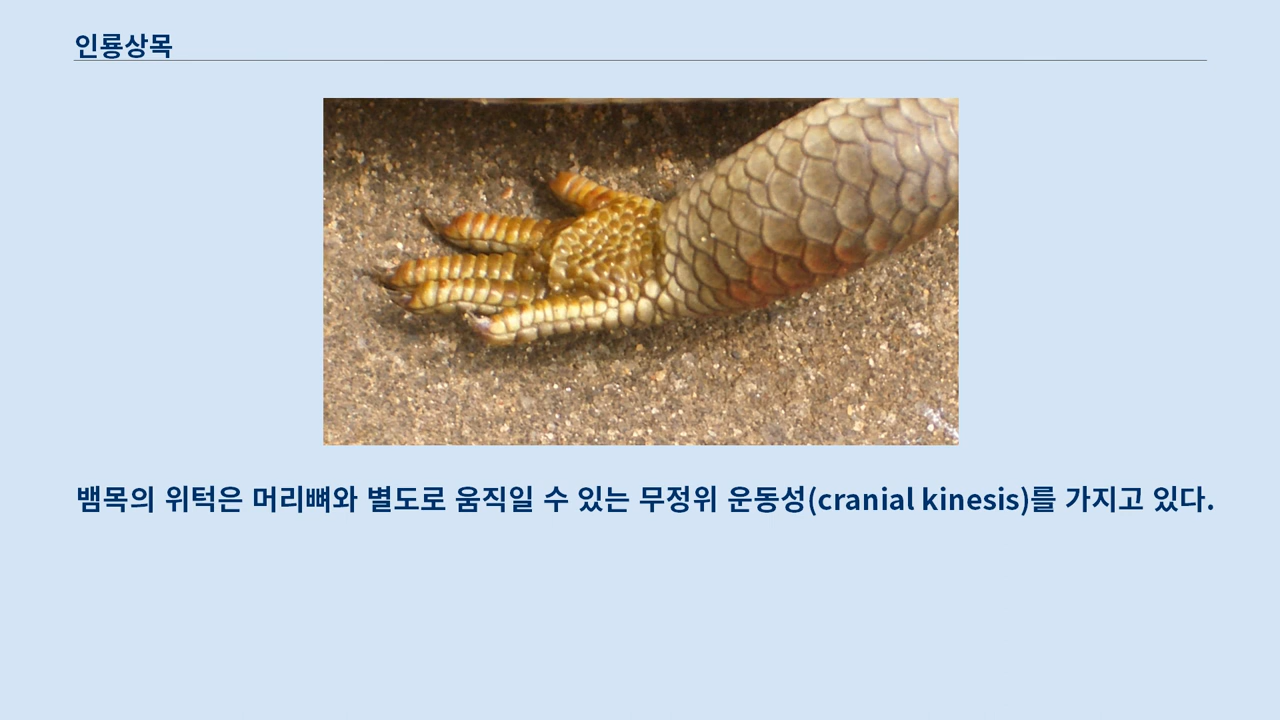 인룡상목
뱀목의 위턱은 머리뼈와 별도로 움직일 수 있는 무정위 운동성(cranial kinesis)를 가지고 있다.